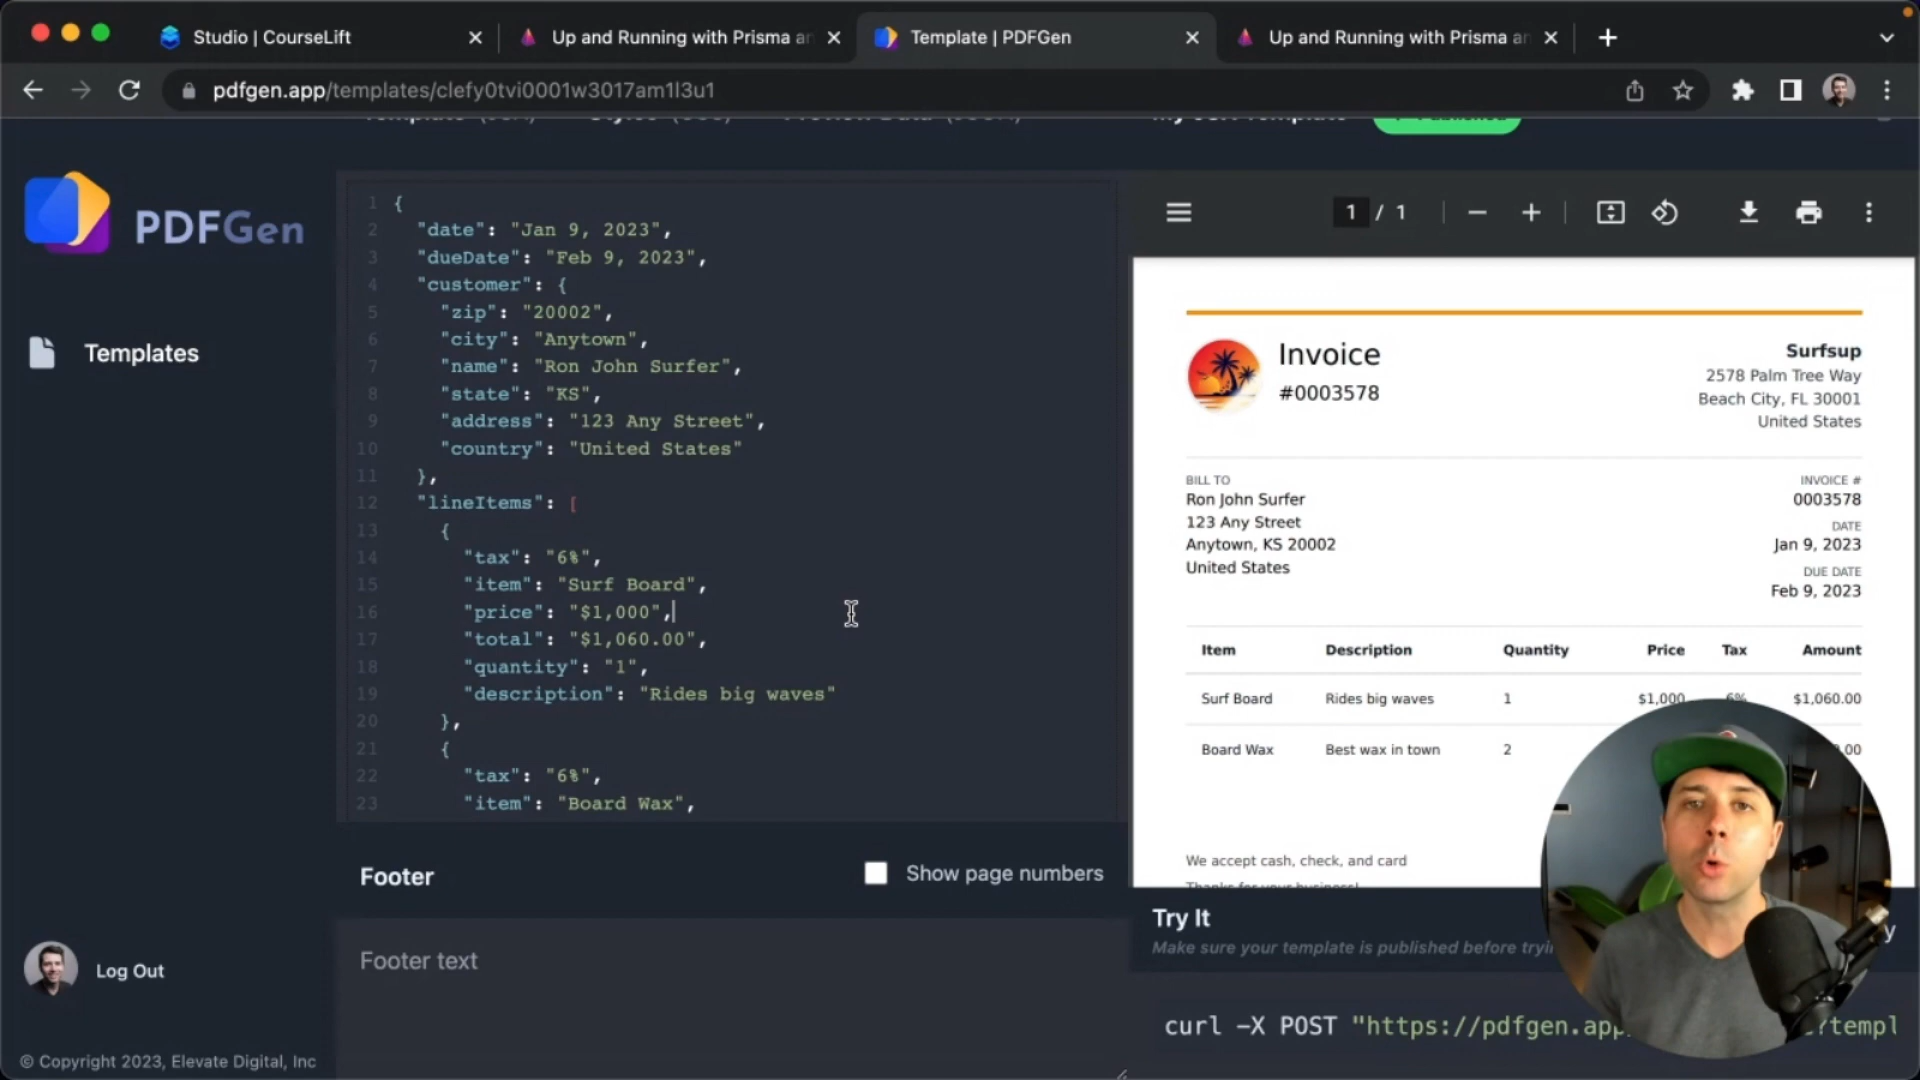 Studio | CourseLift
Up and Running with Prisma an
Template | PDFGen
Up and Running with Prisma an
pdfgen.app/templates/clefy0tvi0001w3017am1l3u1
PDFGen
Templates
Log Out
© Copyright 2023, Elevate Digital, Inc
1 {
2 "date": "Jan 9, 2023",
3 "dueDate": "Feb 9, 2023",
4 "customer": {
5 "zip": "20002",
6 "city": "Anytown",
7 "name": "Ron John Surfer",
8 "state": "KS",
9 "address": "123 Any Street",
10 "country": "United States"
11 },
12 "lineItems": [
13 {
14 "tax": "6%",
15 "item": "Surf Board",
16 "price": "$1,000",
17 "total": "$1,060.00",
18 "quantity": "1",
19 "description": "Rides big waves"
20 },
21 {
22 "tax": "6%",
23 "item": "Board Wax",
Footer
Show page numbers
Footer text
1 / 1
Invoice
#0003578
Surfsup
2578 Palm Tree Way
Beach City, FL 30001
United States
BILL TO
Ron John Surfer
123 Any Street
Anytown, KS 20002
United States
INVOICE #
0003578
DATE
Jan 9, 2023
DUE DATE
Feb 9, 2023
Item Description Quantity Price Tax Amount
Surf Board Rides big waves 1 $1,000 6% $1,060.00
Board Wax Best wax in town 2
We accept cash, check, and card
Thanks for your business!
Try It
Make sure your template is published before tryi
curl -X POST "https://pdfgen.app
?templ